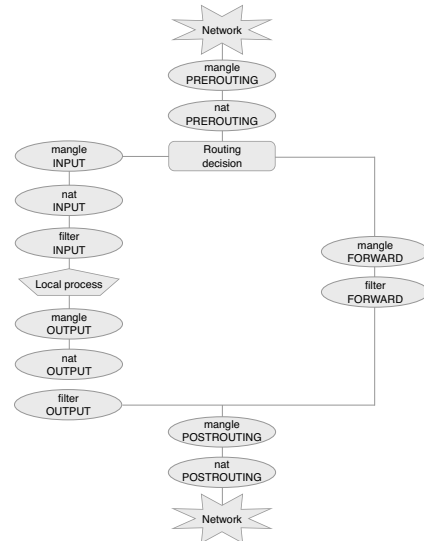 Network
mangle
PREROUTING
nat
PREROUTING
Routing
decision
mangle
INPUT
nat
INPUT
filter
INPUT
Local process
mangle
OUTPUT
nat
OUTPUT
filter
OUTPUT
mangle
FORWARD
filter
FORWARD
mangle
POSTROUTING
nat
POSTROUTING
Network